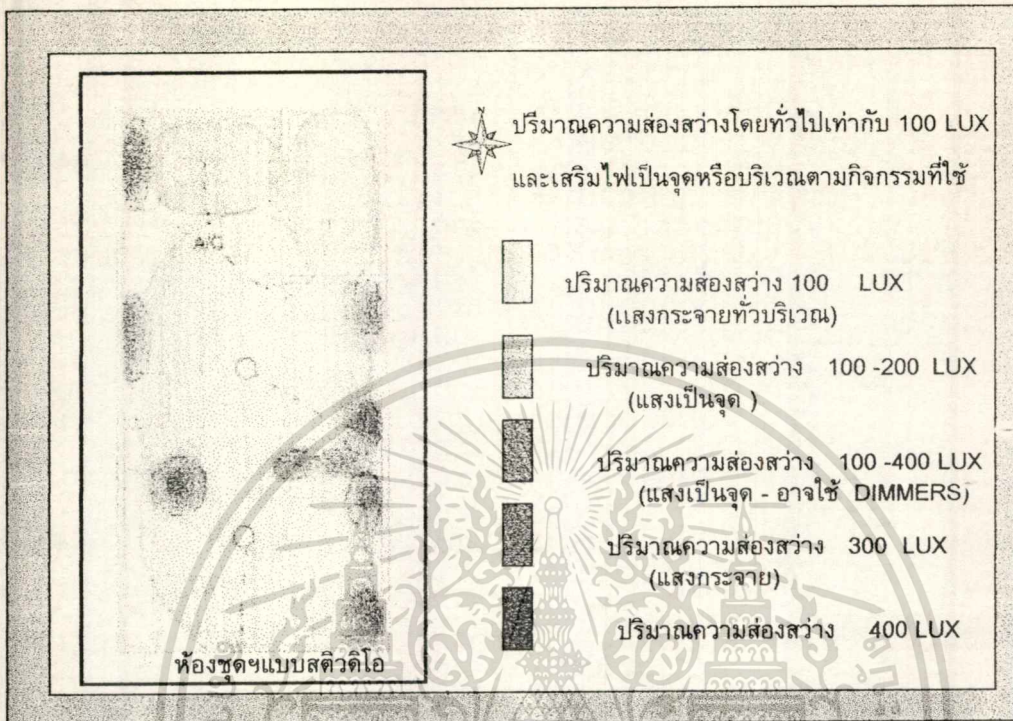 N
ปริมาณความส่องสว่างโดยทั่วไปเท่ากับ 100 LUX
และเสริมไฟเป็นจุดหรือบริเวณตามกิจกรรมที่ใช้
A/C
ปริมาณความส่องสว่าง 100 LUX
(แสงกระจายทั่วบริเวณ)
ปริมาณความส่องสว่าง 100 -200 LUX
(แสงเป็นจุด )
ปริมาณความส่องสว่าง 100 -400 LUX
(แสงเป็นจุด - อาจใช้ DIMMERS)
ปริมาณความส่องสว่าง 300 LUX
(แสงกระจาย)
ปริมาณความส่องสว่าง 400 LUX
ห้องชุดฯแบบสติวดิโอ